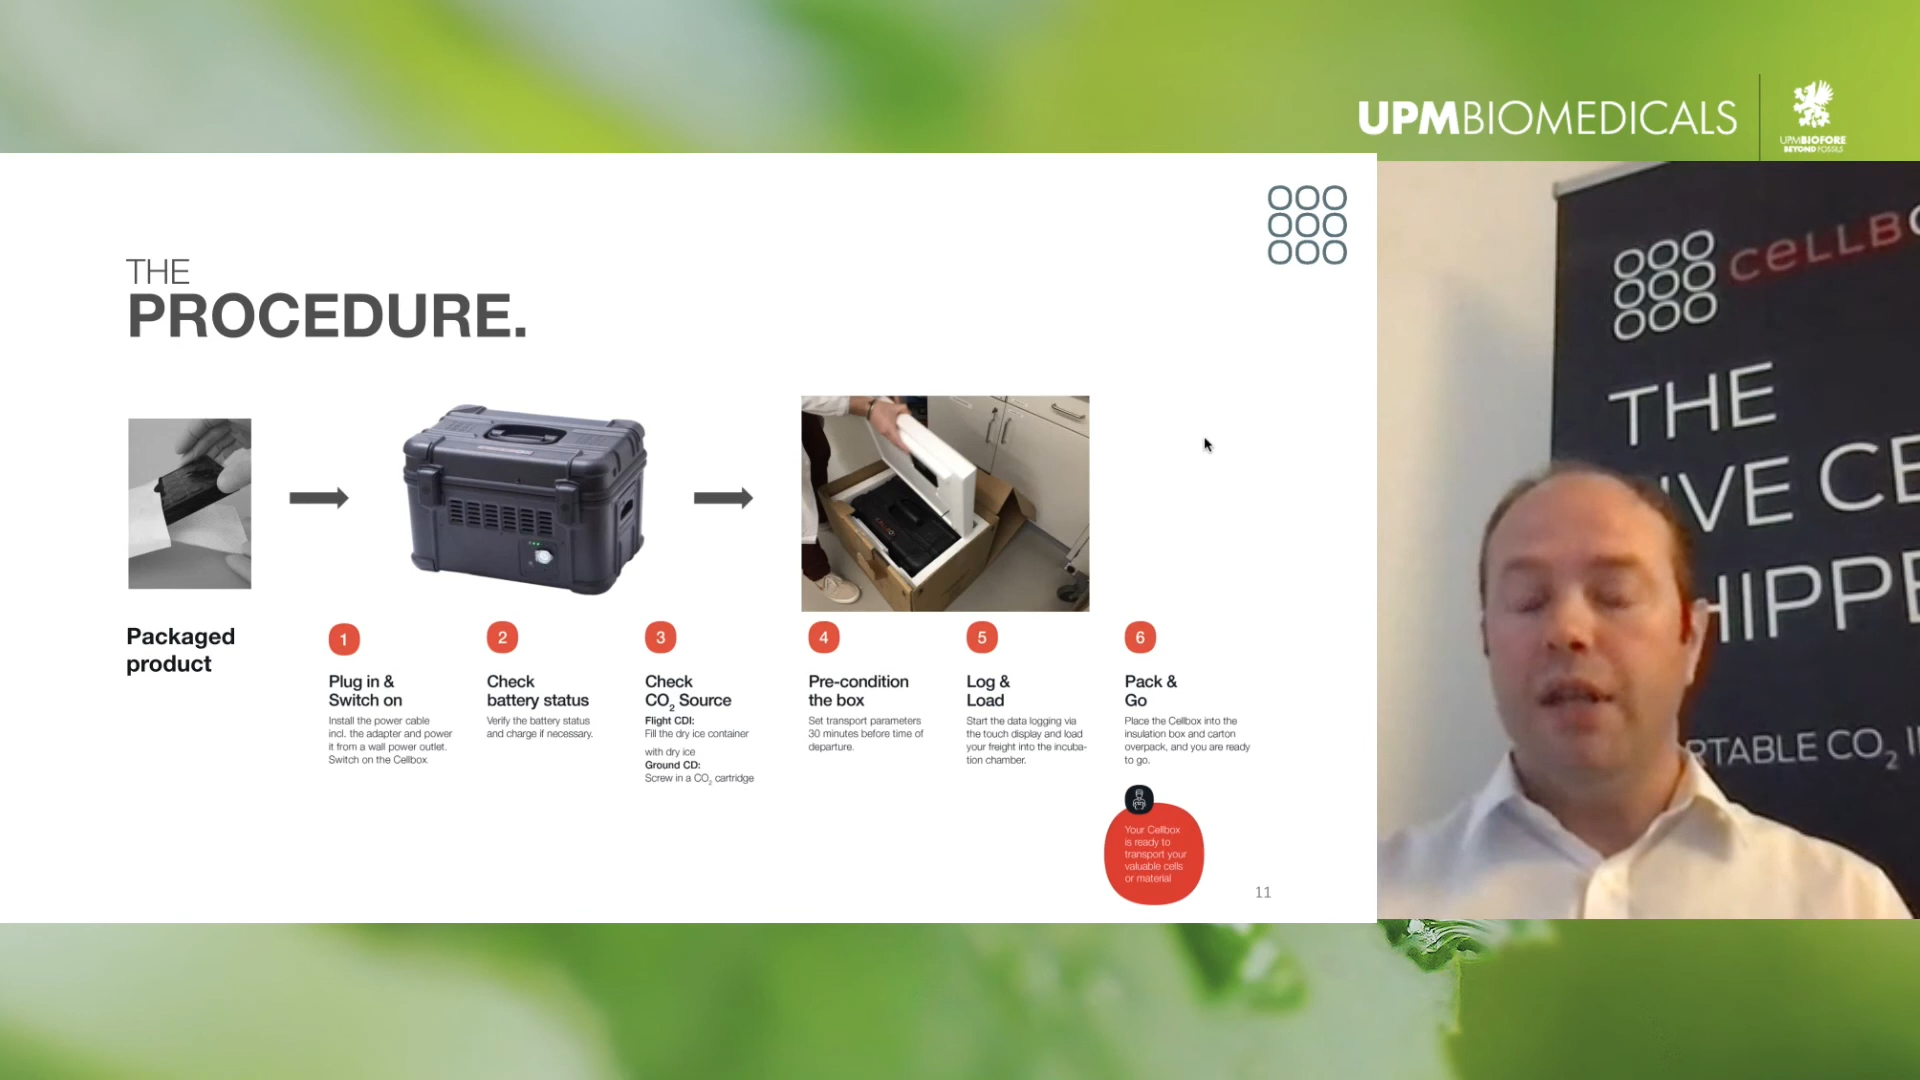 UPMBIOMEDICALS
UPMBIOFORE
BEYOND FOSSILS
THE
PROCEDURE.
Packaged
product
1
Plug in &
Switch on
Install the power cable
incl. the adapter and power
it from a wall power outlet.
Switch on the Cellbox
2
Check
battery status
Verify the battery status
and charge if necessary.
3
Check
CO₂ Source
Flight CDI:
Fill the dry ice container
with dry ice
Ground CD:
Screw in a CO₂ cartridge
4
Pre-condition
the box
Set transport parameters
30 minutes before time of
departure.
5
Log &
Load
Start the data logging via
the touch display and load
your freight into the incuba-
tion chamber.
6
Pack &
Go
Place the Cellbox into the
insulation box and carton
overpack, and you are ready
to go.
Your Cellbox
is ready to
transport your
valuable cells
or material
11
CELLB
THE
IVE CE
HIPPE
RTABLE CO₂ I